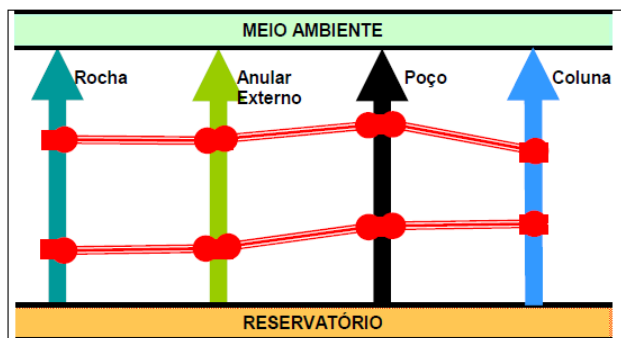 MEIO AMBIENTE
Rocha
Anular
Externo
Poço
Coluna
RESERVATÓRIO